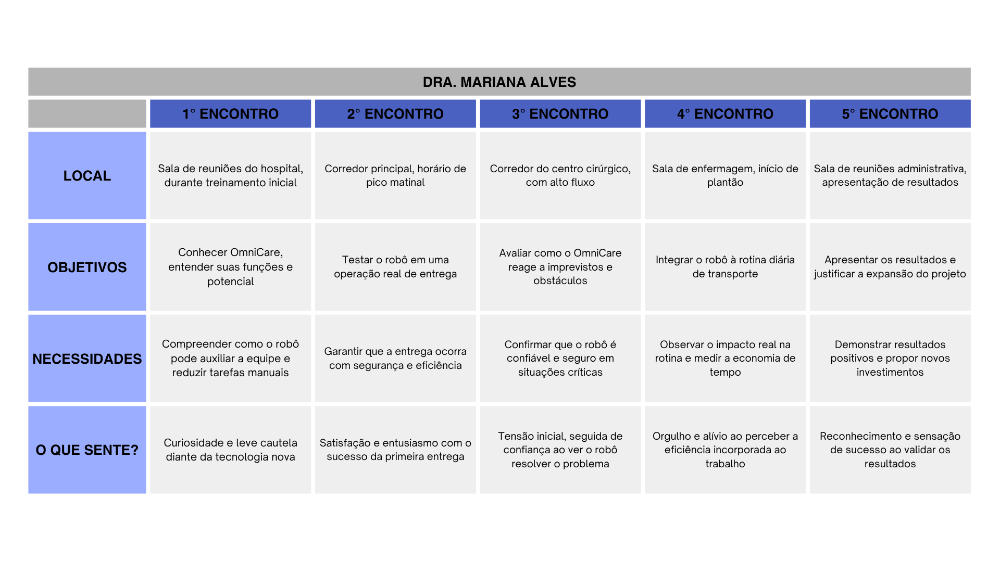 DRA. MARIANA ALVES
1° ENCONTRO
2° ENCONTRO
3° ENCONTRO
4° ENCONTRO
5° ENCONTRO
LOCAL
Sala de reuniões do hospital,
durante treinamento inicial
Corredor principal, horário de
pico matinal
Corredor do centro cirúrgico,
com alto fluxo
Sala de enfermagem, início de
plantão
Sala de reuniões administrativa,
apresentação de resultados
OBJETIVOS
Conhecer OmniCare,
entender suas funções e
potencial
Testar o robô em uma
operação real de entrega
Avaliar como o OmniCare
reage a imprevistos e
obstáculos
Integrar o robô à rotina diária
de transporte
Apresentar os resultados e
justificar a expansão do projeto
NECESSIDADES
Compreender como o robô
pode auxiliar a equipe e
reduzir tarefas manuais
Garantir que a entrega ocorra
com segurança e eficiência
Confirmar que o robô é
confiável e seguro em
situações críticas
Observar o impacto real na
rotina e medir a economia de
tempo
Demonstrar resultados
positivos e propor novos
investimentos
O QUE SENTE?
Curiosidade e leve cautela
diante da tecnologia nova
Satisfação e entusiasmo com o
sucesso da primeira entrega
Tensão inicial, seguida de
confiança ao ver o robô
resolver o problema
Orgulho e alívio ao perceber a
eficiência incorporada ao
trabalho
Reconhecimento e sensação
de sucesso ao validar os
resultados